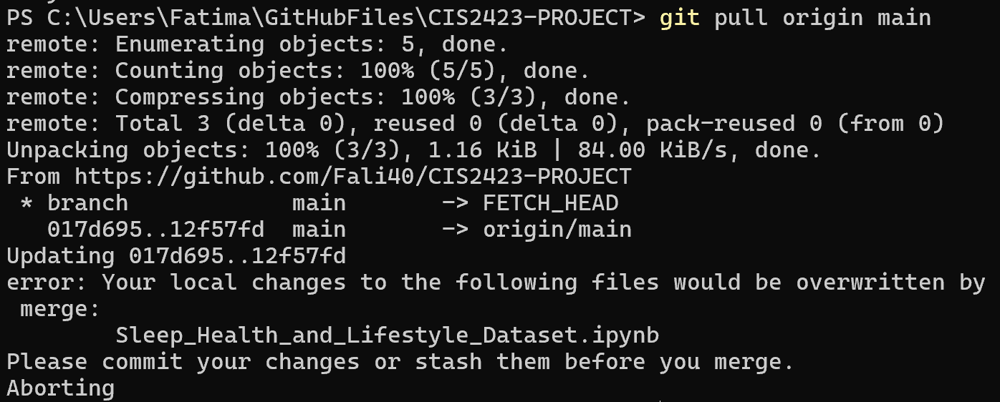 PS C:\Users\Fatima\GitHubFiles\CIS2423-PROJECT> git pull origin main
remote: Enumerating objects: 5, done.
remote: Counting objects: 100% (5/5), done.
remote: Compressing objects: 100% (3/3), done.
remote: Total 3 (delta 0), reused 0 (delta 0), pack-reused 0 (from 0)
Unpacking objects: 100% (3/3), 1.16 KiB | 84.00 KiB/s, done.
From https://github.com/Fali40/CIS2423-PROJECT
 * branch            main       -> FETCH_HEAD
   017d695..12f57fd  main       -> origin/main
Updating 017d695..12f57fd
error: Your local changes to the following files would be overwritten by
 merge:
        Sleep_Health_and_Lifestyle_Dataset.ipynb
Please commit your changes or stash them before you merge.
Aborting